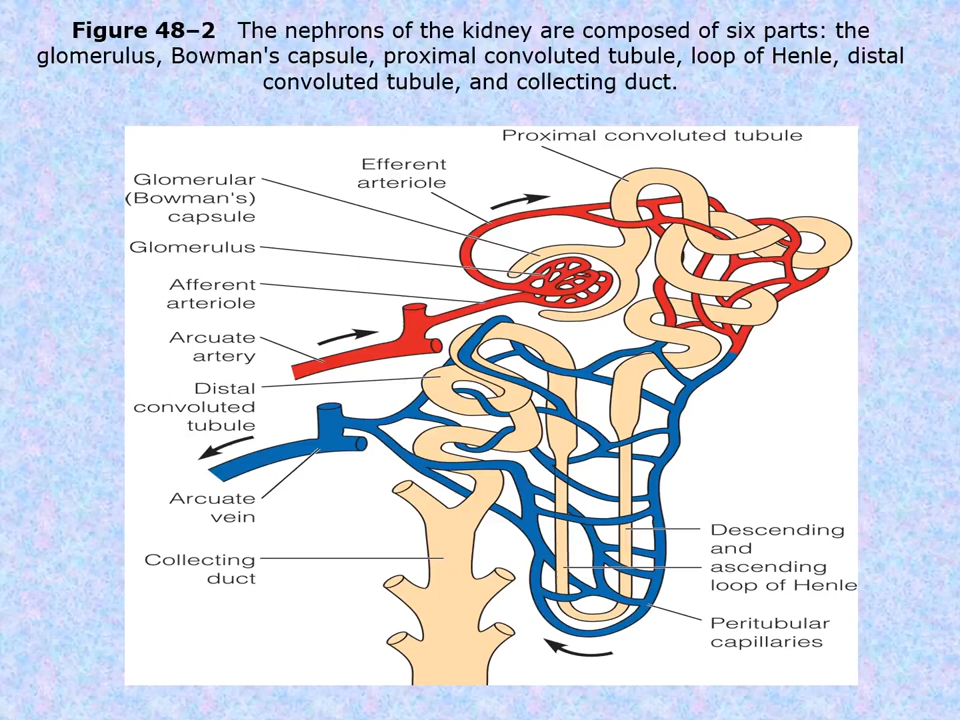 Figure 48–2 The nephrons of the kidney are composed of six parts: the
glomerulus, Bowman's capsule, proximal convoluted tubule, loop of Henle, distal
convoluted tubule, and collecting duct.
Proximal convoluted tubule
Efferent
arteriole
Glomerular
(Bowman's)
capsule
Glomerulus
Afferent
arteriole
Arcuate
artery
Distal
convoluted
tubule
Arcuate
vein
Collecting
duct
Descending
and
ascending
loop of Henle
Peritubular
capillaries